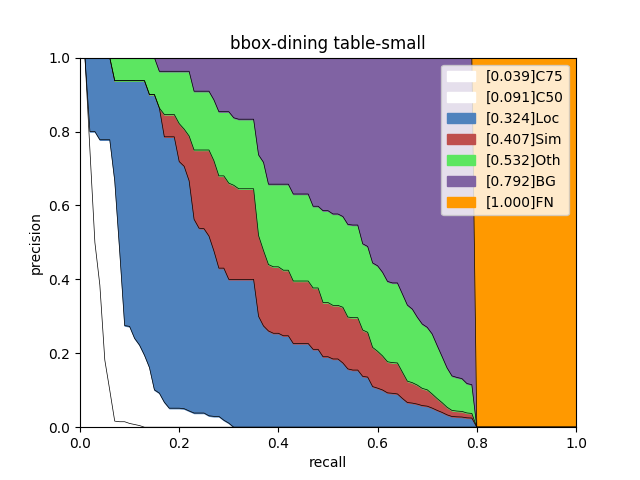 bbox-dining table-small
1.0
0.8
0.6
0.4
0.2
0.0
precision
[0.039]C75
[0.091]C50
[0.324]Loc
[0.407]Sim
[0.532]Oth
[0.792]BG
[1.000]FN
0.0 0.2 0.4 0.6 0.8 1.0
recall